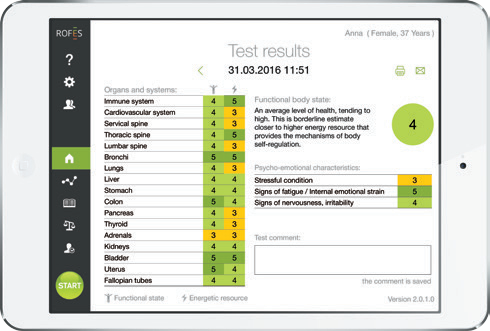 ROFES
Anna ( Female, 37 Years )
Test results
31.03.2016 11:51
Organs and systems:
Immune system 4 5
Cardiovascular system 4 3
Servical spine 4 3
Thoracic spine 4 5
Lumbar spine 4 3
Bronchi 5 5
Lungs 4 3
Liver 4 4
Stomach 4 4
Colon 5 4
Pancreas 4 3
Thyroid 4 3
Adrenals 3 3
Kidneys 4 4
Bladder 5 5
Uterus 5 4
Fallopian tubes 4 4
Functional state
Energetic resource
Functional body state:
An average level of health, tending to
high. This is borderline estimate
closer to higher energy resource that
provides the mechanisms of body
self-regulation.
4
Psycho-emotional characteristics:
Stressful condition 3
Signs of fatigue / Internal emotional strain 5
Signs of nervousness, irritability 4
Test comment:
the comment is saved
Version 2.0.1.0
START